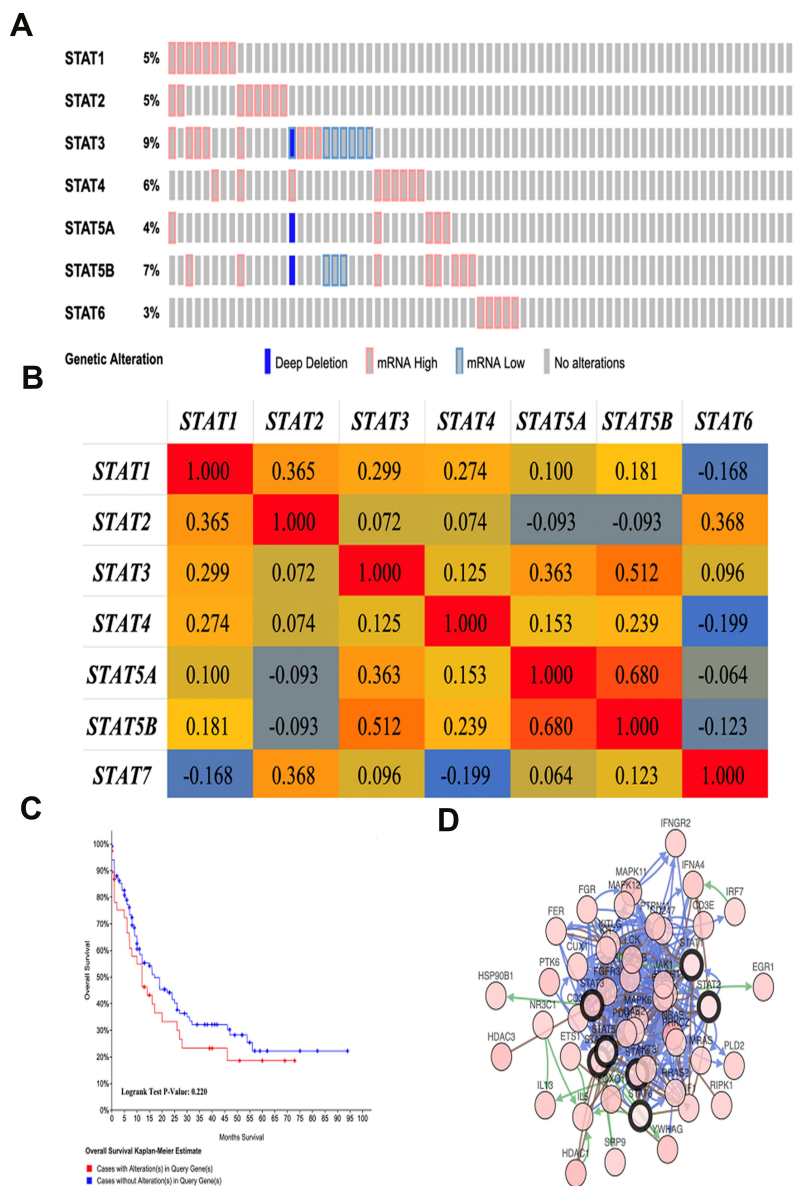 A
STAT1 5%
STAT2 5%
STAT3 9%
STAT4 6%
STAT5A 4%
STAT5B 7%
STAT6 3%
Genetic Alteration Deep Deletion mRNA High mRNA Low No alterations
B
STAT1 STAT2 STAT3 STAT4 STAT5A STAT5B STAT6
STAT1 1.000 0.365 0.299 0.274 0.100 0.181 -0.168
STAT2 0.365 1.000 0.072 0.074 -0.093 -0.093 0.368
STAT3 0.299 0.072 1.000 0.125 0.363 0.512 0.096
STAT4 0.274 0.074 0.125 1.000 0.153 0.239 -0.199
STAT5A 0.100 -0.093 0.363 0.153 1.000 0.680 -0.064
STAT5B 0.181 -0.093 0.512 0.239 0.680 1.000 -0.123
STAT7 -0.168 0.368 0.096 -0.199 0.064 0.123 1.000
C
100%
90%
80%
70%
60%
50%
40%
30%
20%
10%
0%
Overall Survival
Logrank Test P-Value: 0.220
0 5 10 15 20 25 30 35 40 45 50 55 60 65 70 75 80 85 90 95 100
Months Survival
Overall Survival Kaplan-Meier Estimate
Cases with Alteration(s) in Query Gene(s)
Cases without Alteration(s) in Query Gene(s)
D
IFNGR2
MAPK11
IFNA4
MAPK12
FGR
IRF7
PTPN11
CD3E
FER
CUX1
LCK
STAT1
PTK6
FGFR3
JAK1
EGR1
HSP90B1
STAT3
STAT2
NR3C1
MAPK8
NRAS
ETS1
HDAC3
MRAS
PLD2
RRAS2
RIPK1
IL13
IL5
STAT6
YWHAG
SRP9
HDAC1